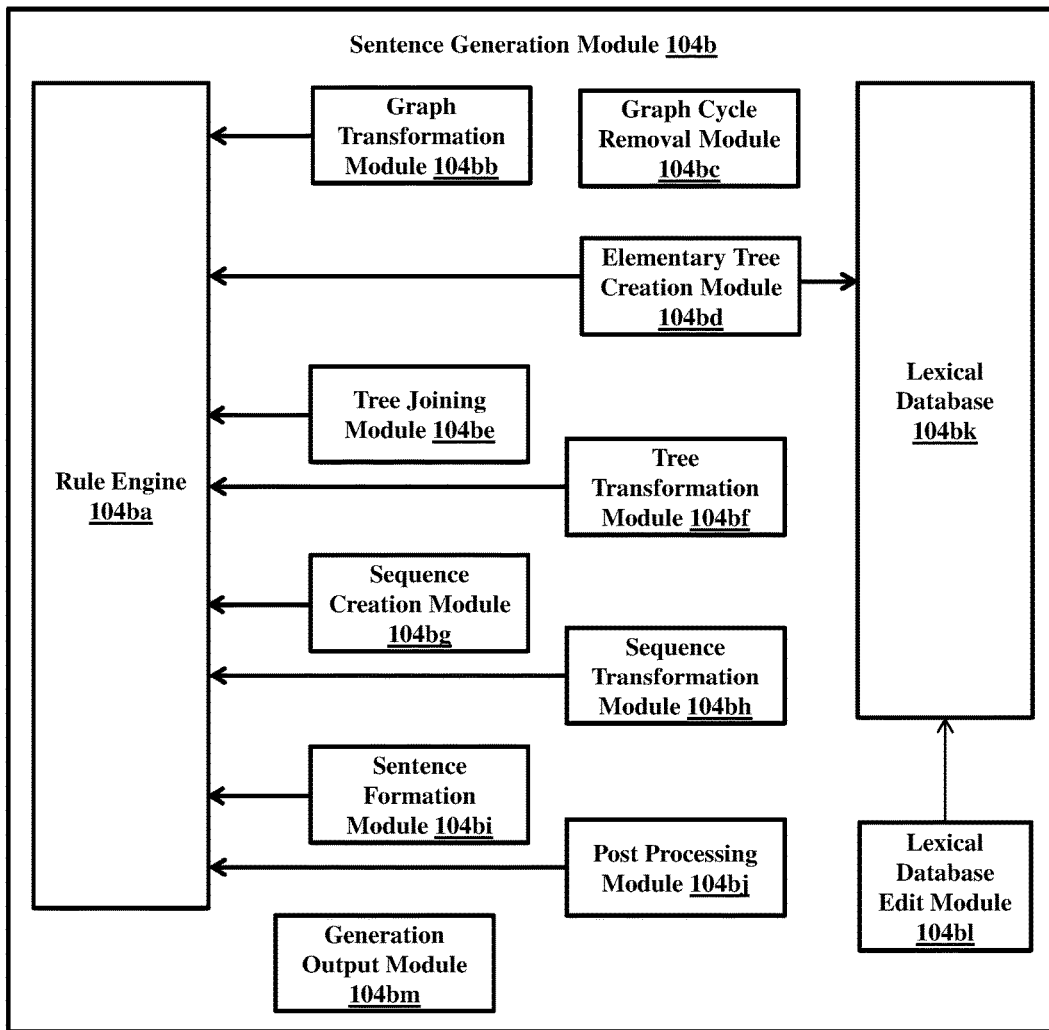 Sentence Generation Module 104b
Graph
Transformation
Module 104bb
Graph Cycle
Removal Module
104bc
Elementary Tree
Creation Module
104bd
Tree Joining
Module 104be
Tree
Transformation
Module 104bf
Rule Engine
104ba
Lexical
Database
104bk
Sequence
Creation Module
104bg
Sequence
Transformation
Module 104bh
Sentence
Formation
Module 104bi
Post Processing
Module 104bj
Lexical
Database
Edit Module
104bl
Generation
Output Module
104bm